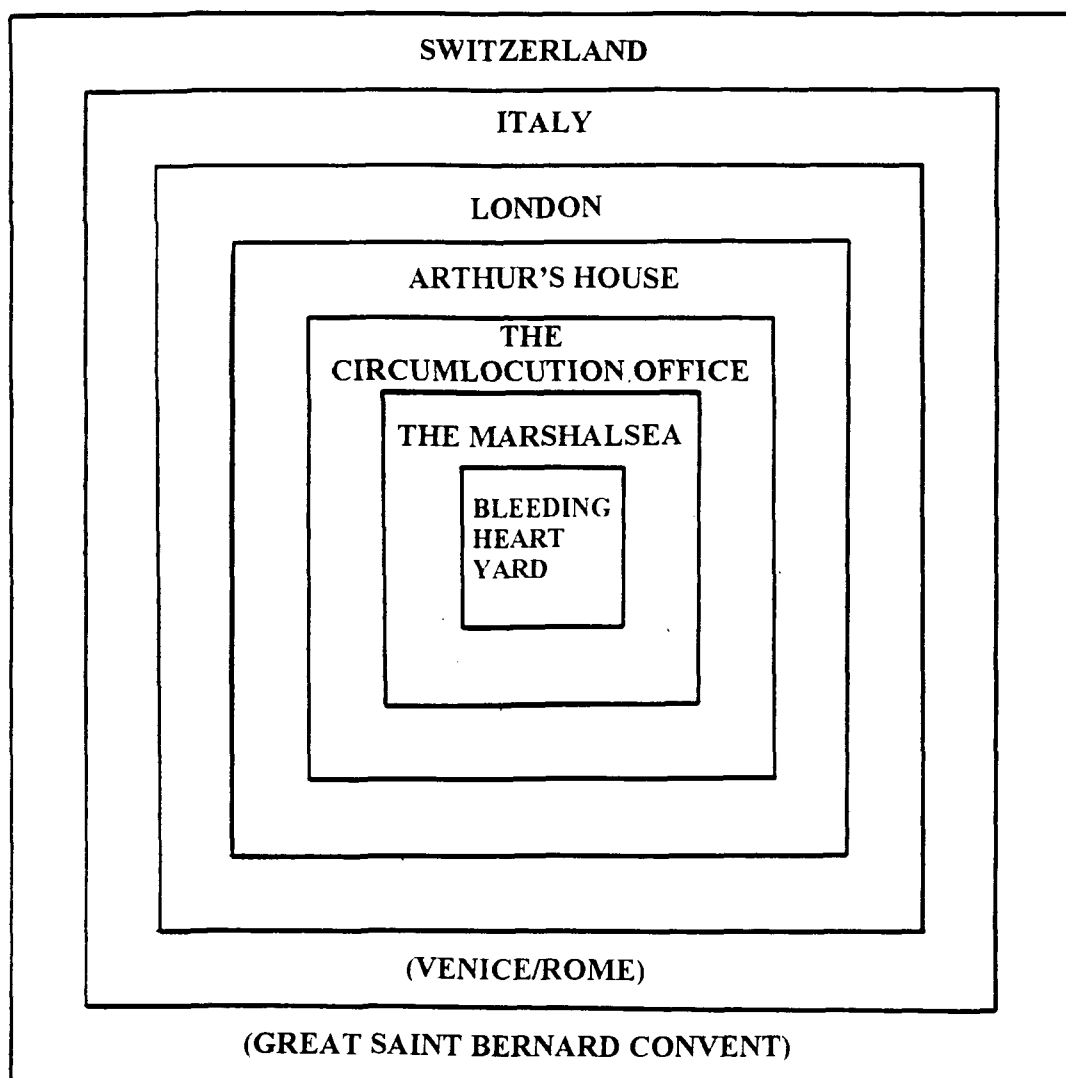 SWITZERLAND
ITALY
LONDON
ARTHUR'S HOUSE
THE
CIRCUMLOCUTION OFFICE
THE MARSHALSEA
BLEEDING
HEART
YARD
(VENICE/ROME)
(GREAT SAINT BERNARD CONVENT)